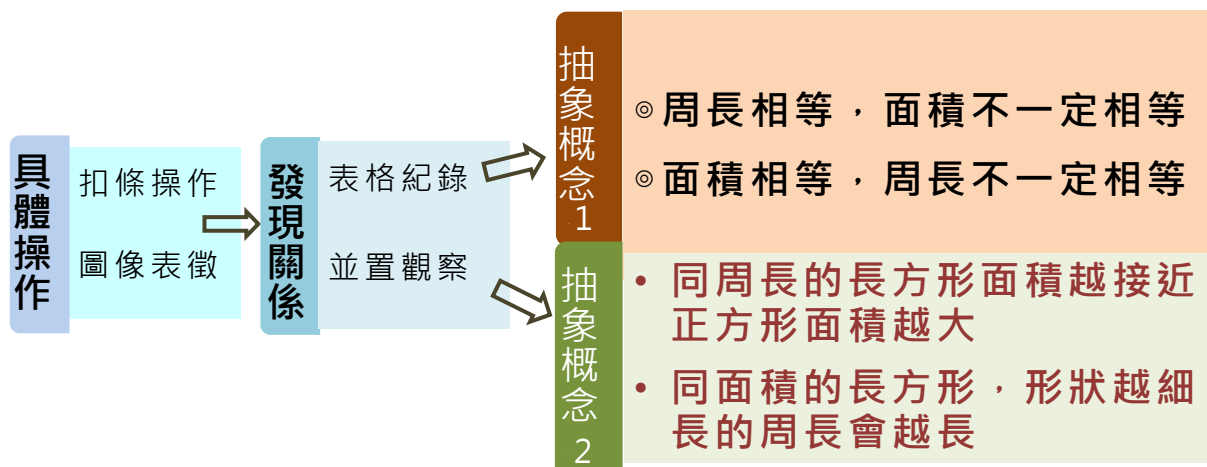 具體操作
扣條操作
圖像表徵
發現關係
表格紀錄
並置觀察
抽象概念1
◎周長相等，面積不一定相等
◎面積相等，周長不一定相等
抽象概念2
• 同周長的長方形面積越接近
正方形面積越大
• 同面積的長方形，形狀越細
長的周長會越長